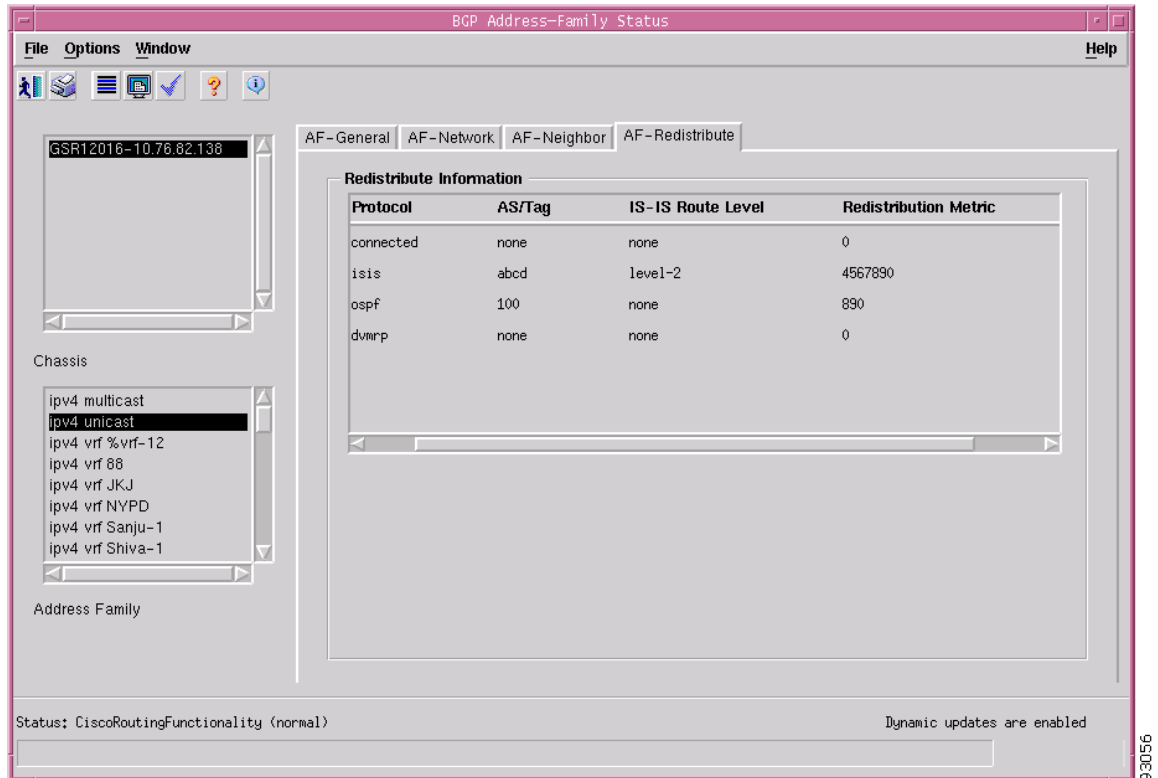 BGP Address-Family Status
File Options Window Help
GSR12016-10.76.82.138
Chassis
ipv4 multicast
ipv4 unicast
ipv4 vrf %vrf-12
ipv4 vrf 88
ipv4 vrf JKJ
ipv4 vrf NYPD
ipv4 vrf Sanju-1
ipv4 vrf Shiva-1
Address Family
AF-General AF-Network AF-Neighbor AF-Redistribute
Redistribute Information
Protocol AS/Tag IS-IS Route Level Redistribution Metric
connected none none 0
isis abcd level-2 4567890
ospf 100 none 890
dvmrp none none 0
Status: CiscoRoutingFunctionality (normal) Dynamic updates are enabled
93056